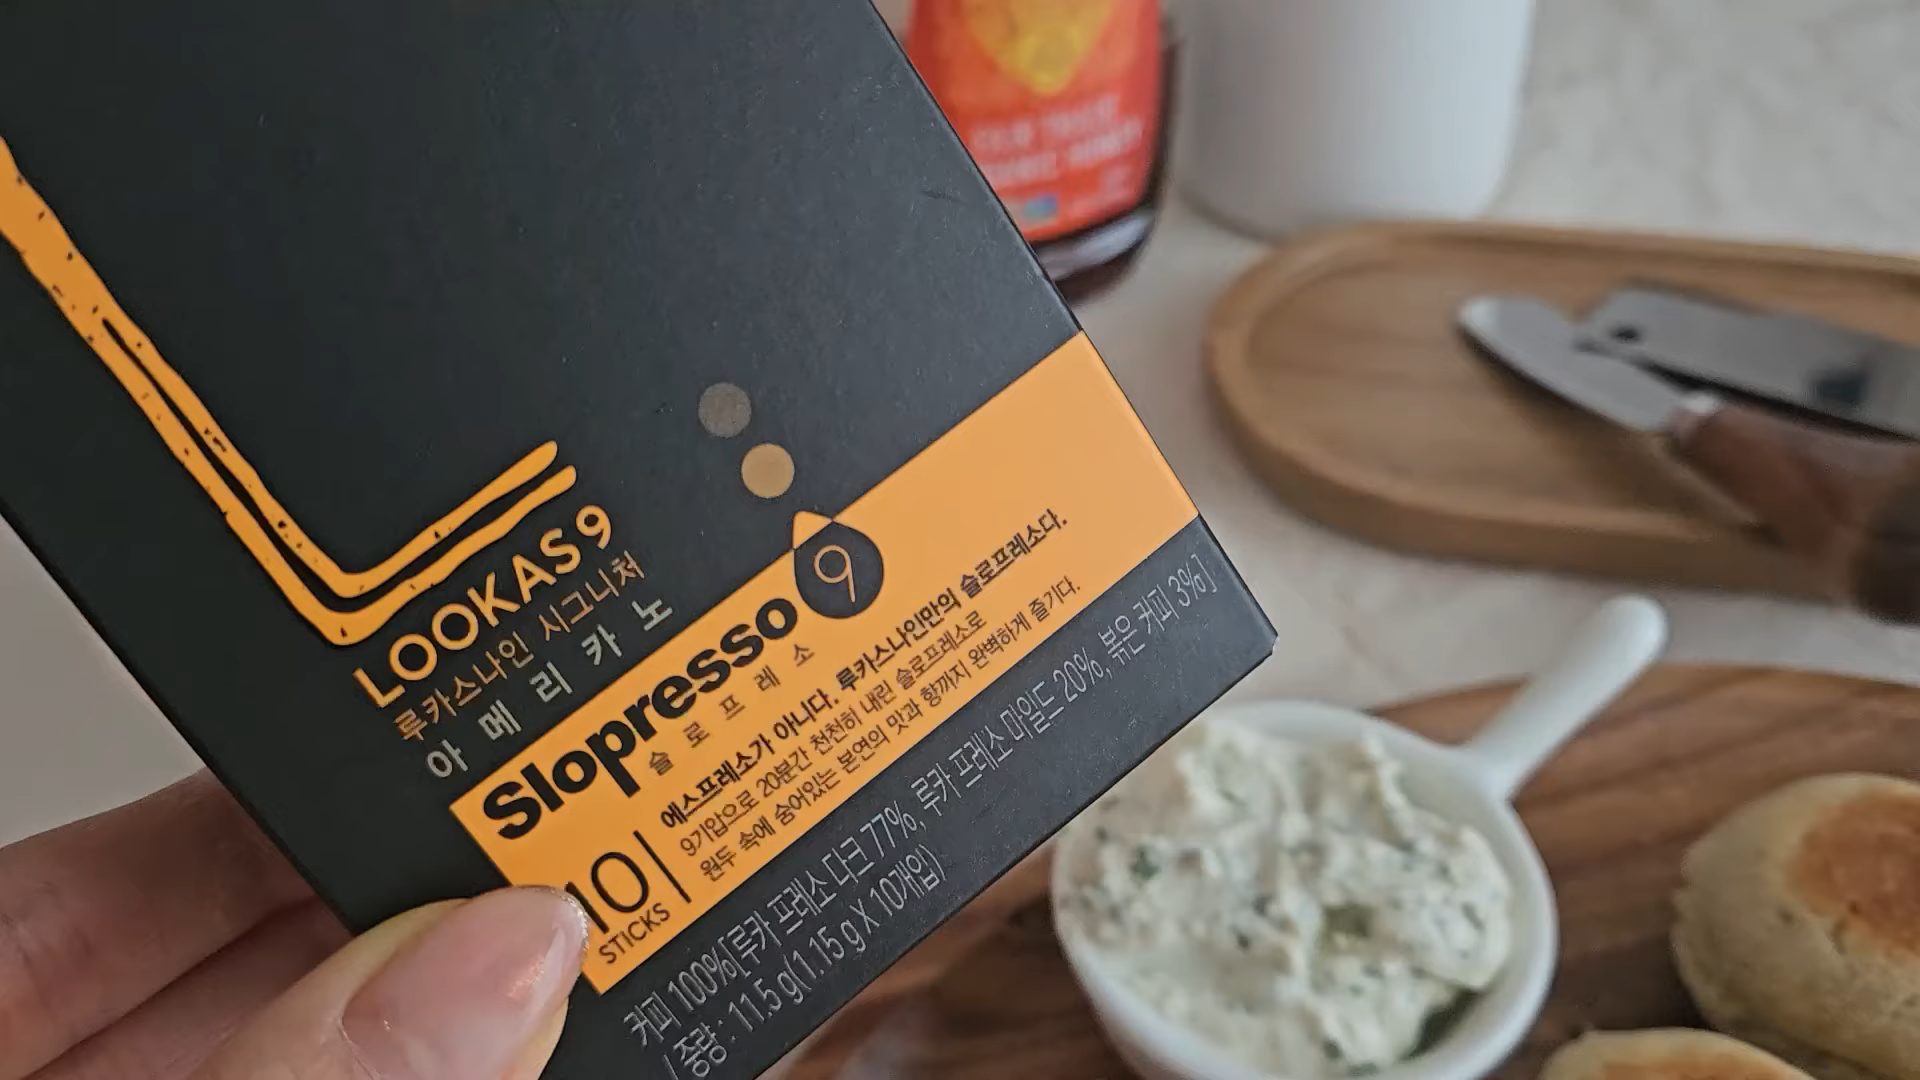 LOOKAS 9
루카스나인 시그니처
아메리카노
Slopresso 9
슬로프레소
10
STICKS
에스프레소가 아니다. 루카스나인만의 슬로프레소다.
9기압으로 20분간 천천히 내린 슬로프레소로
원두 속에 숨어있는 본연의 맛과 향까지 완벽하게 즐기다.
커피 100%[루카 프레소 다크 77%, 루카 프레소 마일드 20%, 볶은 커피 3%]
/ 중량 : 11.5 g(1.15 g X 10개입)